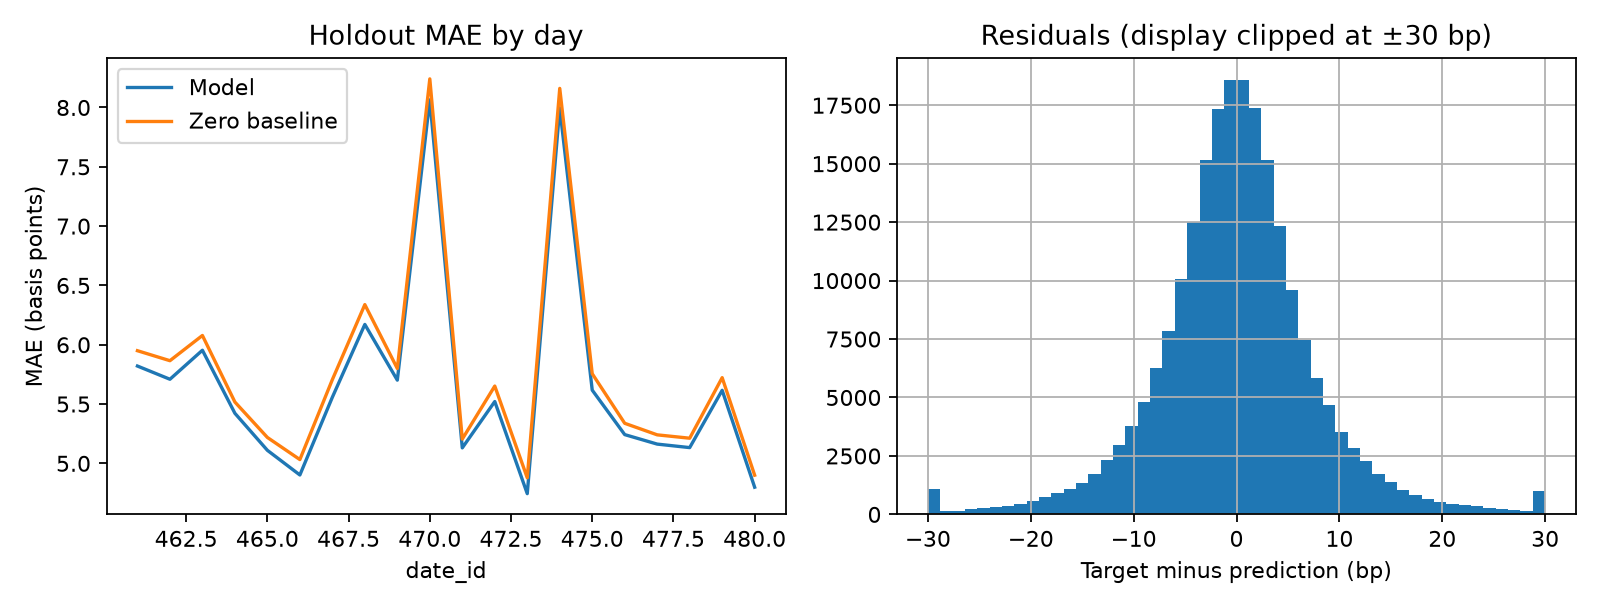 Holdout MAE by day
Model
Zero baseline
MAE (basis points)
8.0
7.5
7.0
6.5
6.0
5.5
5.0
462.5 465.0 467.5 470.0 472.5 475.0 477.5 480.0
date_id
Residuals (display clipped at ±30 bp)
17500
15000
12500
10000
7500
5000
2500
0
−30 −20 −10 0 10 20 30
Target minus prediction (bp)